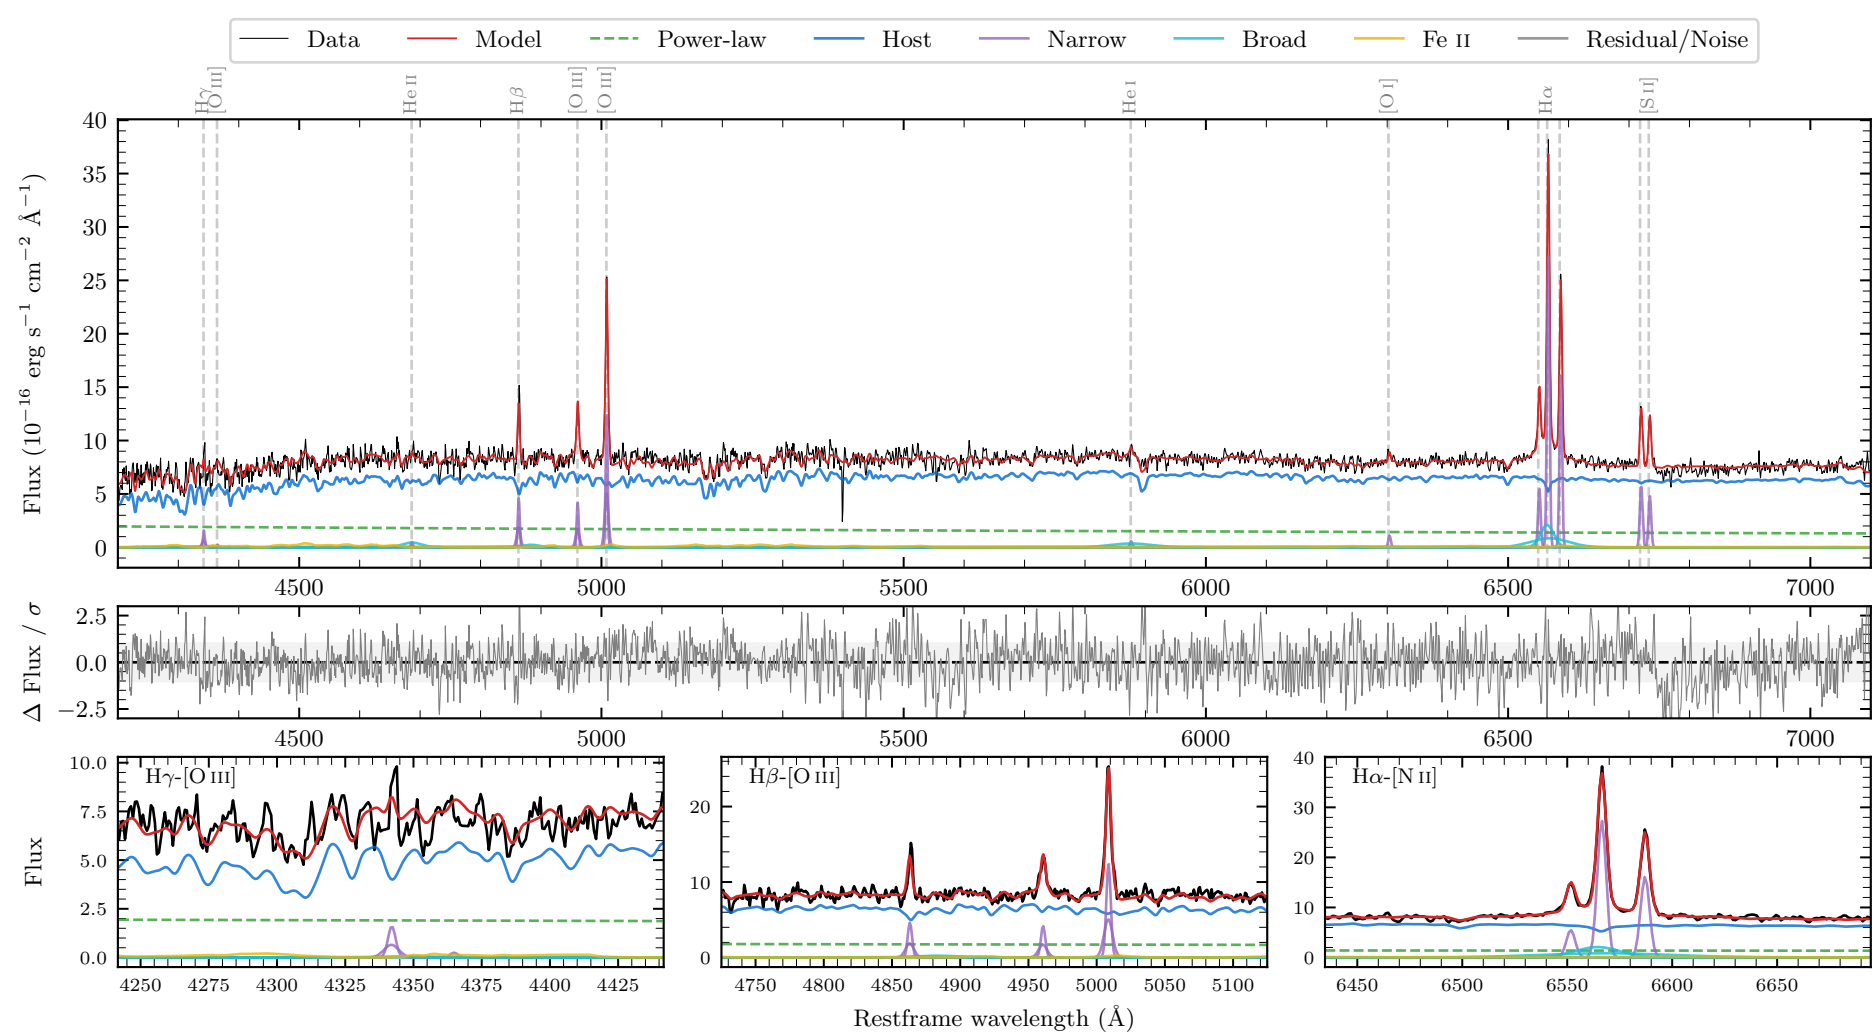 Data Model Power-law Host Narrow Broad Fe II Residual/Noise
Hγ [O III] He II Hβ [O III] [O III] He I [O I] Hα [S II]
Flux (10⁻¹⁶ erg s⁻¹ cm⁻² Å⁻¹)
40
35
30
25
20
15
10
5
0
4500 5000 5500 6000 6500 7000
Δ Flux / σ
2.5
0.0
−2.5
4500 5000 5500 6000 6500 7000
Flux
Hγ-[O III]
10.0
7.5
5.0
2.5
0.0
4250 4275 4300 4325 4350 4375 4400 4425
Hβ-[O III]
20
10
0
4750 4800 4850 4900 4950 5000 5050 5100
Hα-[N II]
40
30
20
10
0
6450 6500 6550 6600 6650
Restframe wavelength (Å)